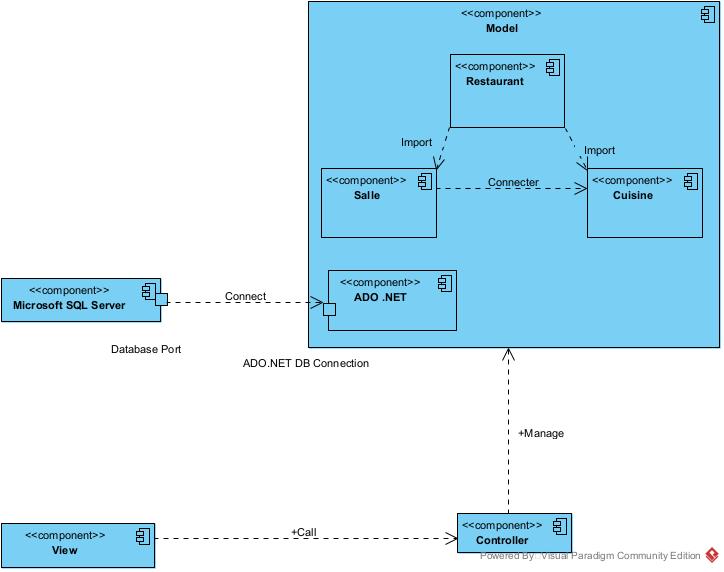 <<component>>
Model
<<component>>
Restaurant
Import
Import
<<component>>
Salle
Connecter
<<component>>
Cuisine
<<component>>
ADO .NET
<<component>>
Microsoft SQL Server
Connect
Database Port
ADO.NET DB Connection
+Manage
<<component>>
View
+Call
<<component>>
Controller
Powered By: Visual Paradigm Community Edition